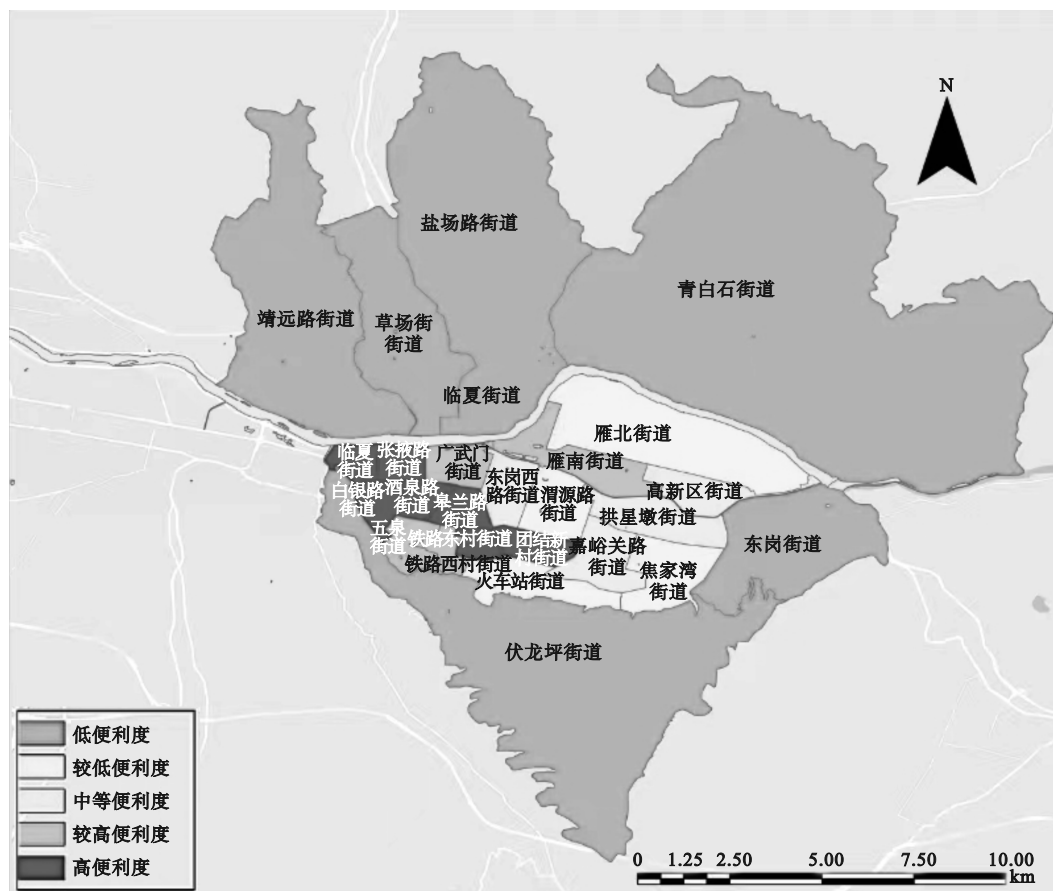 N
盐场路街道
青白石街道
靖远路街道
草场街
街道
临夏街道
雁北街道
临夏
街道
张掖路
街道
广武门
街道
雁南街道
东岗西
路街道
高新区街道
白银路
街道
酒泉路
街道
皋兰路
街道
渭源路
街道
拱星墩街道
五泉
街道
铁路东村街道
团结新
村街道
嘉峪关路
街道
东岗街道
铁路西村街道
火车站街道
焦家湾
街道
伏龙坪街道
低便利度
较低便利度
中等便利度
较高便利度
高便利度
0 1.25 2.50 5.00 7.50 10.00
km